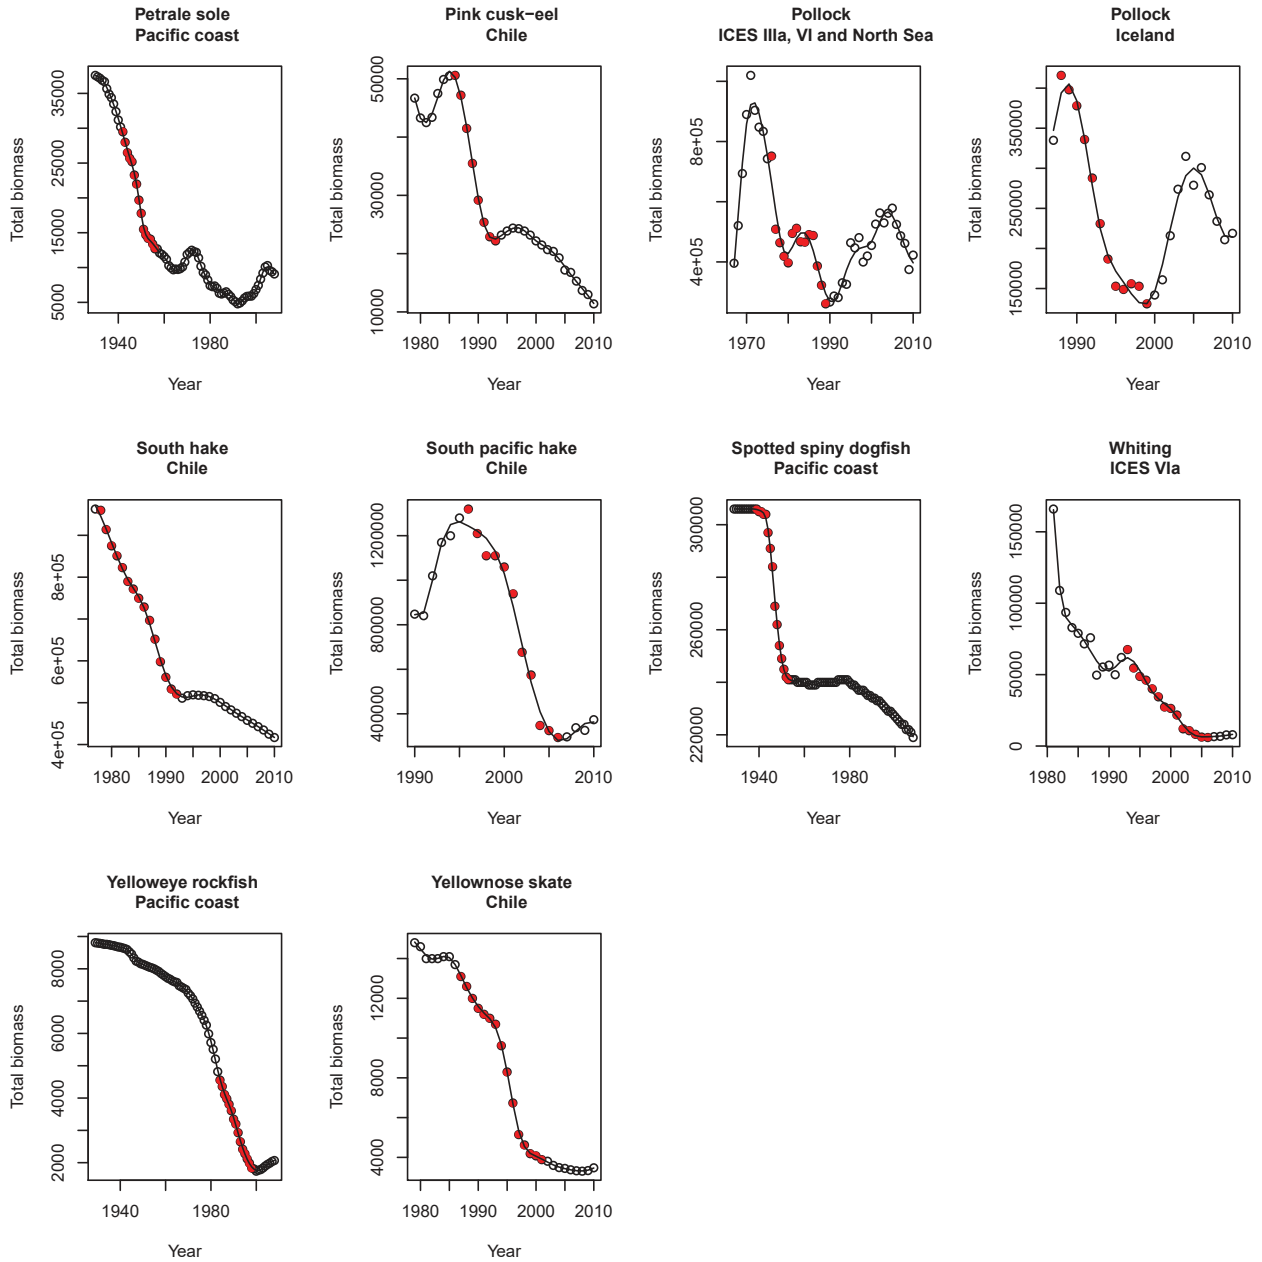 Petrale sole
Pacific coast
Total biomass
5000 15000 25000 35000
1940 1980
Year
Pink cusk−eel
Chile
Total biomass
10000 30000 50000
1980 1990 2000 2010
Year
Pollock
ICES IIIa, VI and North Sea
Total biomass
4e+05 8e+05
1970 1990 2010
Year
Pollock
Iceland
Total biomass
150000 250000 350000
1990 2000 2010
Year
South hake
Chile
Total biomass
4e+05 6e+05 8e+05
1980 1990 2000 2010
Year
South pacific hake
Chile
Total biomass
400000 800000 1200000
1990 2000 2010
Year
Spotted spiny dogfish
Pacific coast
Total biomass
220000 260000 300000
1940 1980
Year
Whiting
ICES VIa
Total biomass
0 50000 100000 150000
1980 1990 2000 2010
Year
Yelloweye rockfish
Pacific coast
Total biomass
2000 4000 6000 8000
1940 1980
Year
Yellownose skate
Chile
Total biomass
4000 8000 12000
1980 1990 2000 2010
Year